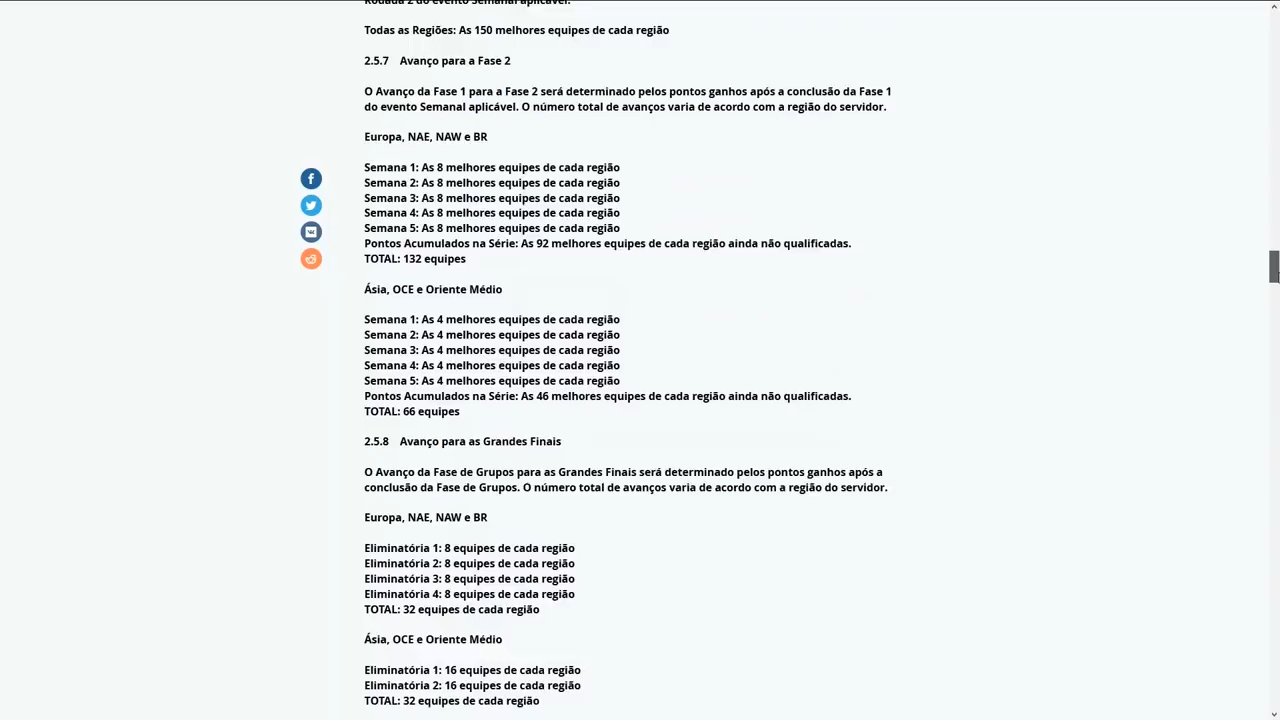 Rodada 2 do evento Semanal aplicável.
Todas as Regiões: As 150 melhores equipes de cada região
2.5.7 Avanço para a Fase 2
O Avanço da Fase 1 para a Fase 2 será determinado pelos pontos ganhos após a conclusão da Fase 1
do evento Semanal aplicável. O número total de avanços varia de acordo com a região do servidor.
Europa, NAE, NAW e BR
Semana 1: As 8 melhores equipes de cada região
Semana 2: As 8 melhores equipes de cada região
Semana 3: As 8 melhores equipes de cada região
Semana 4: As 8 melhores equipes de cada região
Semana 5: As 8 melhores equipes de cada região
Pontos Acumulados na Série: As 92 melhores equipes de cada região ainda não qualificadas.
TOTAL: 132 equipes
Ásia, OCE e Oriente Médio
Semana 1: As 4 melhores equipes de cada região
Semana 2: As 4 melhores equipes de cada região
Semana 3: As 4 melhores equipes de cada região
Semana 4: As 4 melhores equipes de cada região
Semana 5: As 4 melhores equipes de cada região
Pontos Acumulados na Série: As 46 melhores equipes de cada região ainda não qualificadas.
TOTAL: 66 equipes
2.5.8 Avanço para as Grandes Finais
O Avanço da Fase de Grupos para as Grandes Finais será determinado pelos pontos ganhos após a
conclusão da Fase de Grupos. O número total de avanços varia de acordo com a região do servidor.
Europa, NAE, NAW e BR
Eliminatória 1: 8 equipes de cada região
Eliminatória 2: 8 equipes de cada região
Eliminatória 3: 8 equipes de cada região
Eliminatória 4: 8 equipes de cada região
TOTAL: 32 equipes de cada região
Ásia, OCE e Oriente Médio
Eliminatória 1: 16 equipes de cada região
Eliminatória 2: 16 equipes de cada região
TOTAL: 32 equipes de cada região